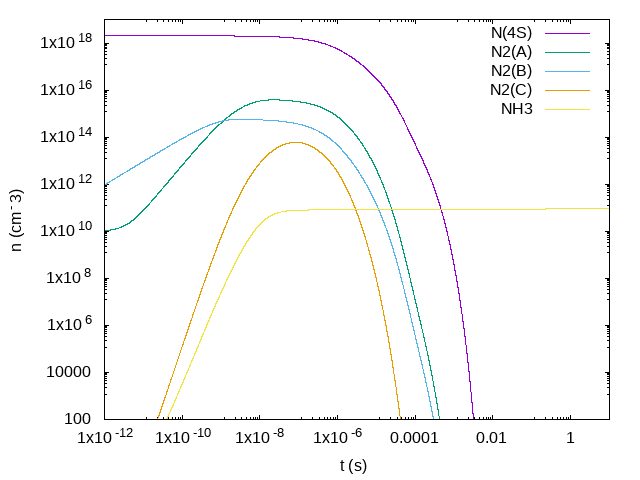 1x10^18
1x10^16
1x10^14
1x10^12
1x10^10
1x10^8
1x10^6
10000
100
1x10^-12
1x10^-10
1x10^-8
1x10^-6
0.0001
0.01
1
n (cm^-3)
t (s)
N(4S)
N2(A)
N2(B)
N2(C)
NH3